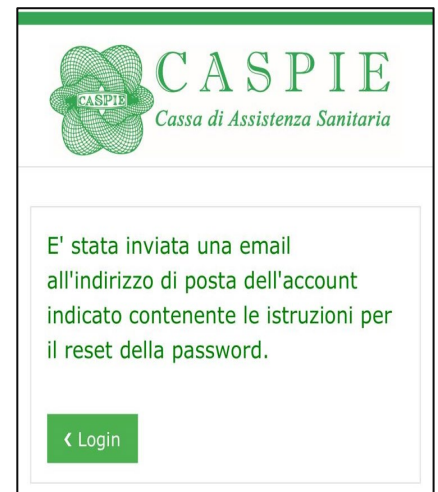 CASPIE
CASPIE
Cassa di Assistenza Sanitaria
E' stata inviata una email
all'indirizzo di posta dell'account
indicato contenente le istruzioni per
il reset della password.
❮ Login